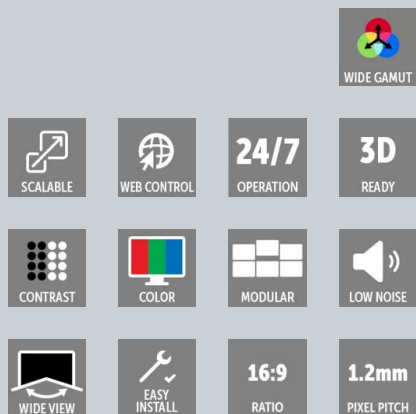 WIDE GAMUT
SCALABLE
WEB CONTROL
24/7
OPERATION
3D
READY
CONTRAST
COLOR
MODULAR
LOW NOISE
WIDE VIEW
EASY
INSTALL
16:9
RATIO
1.2mm
PIXEL PITCH